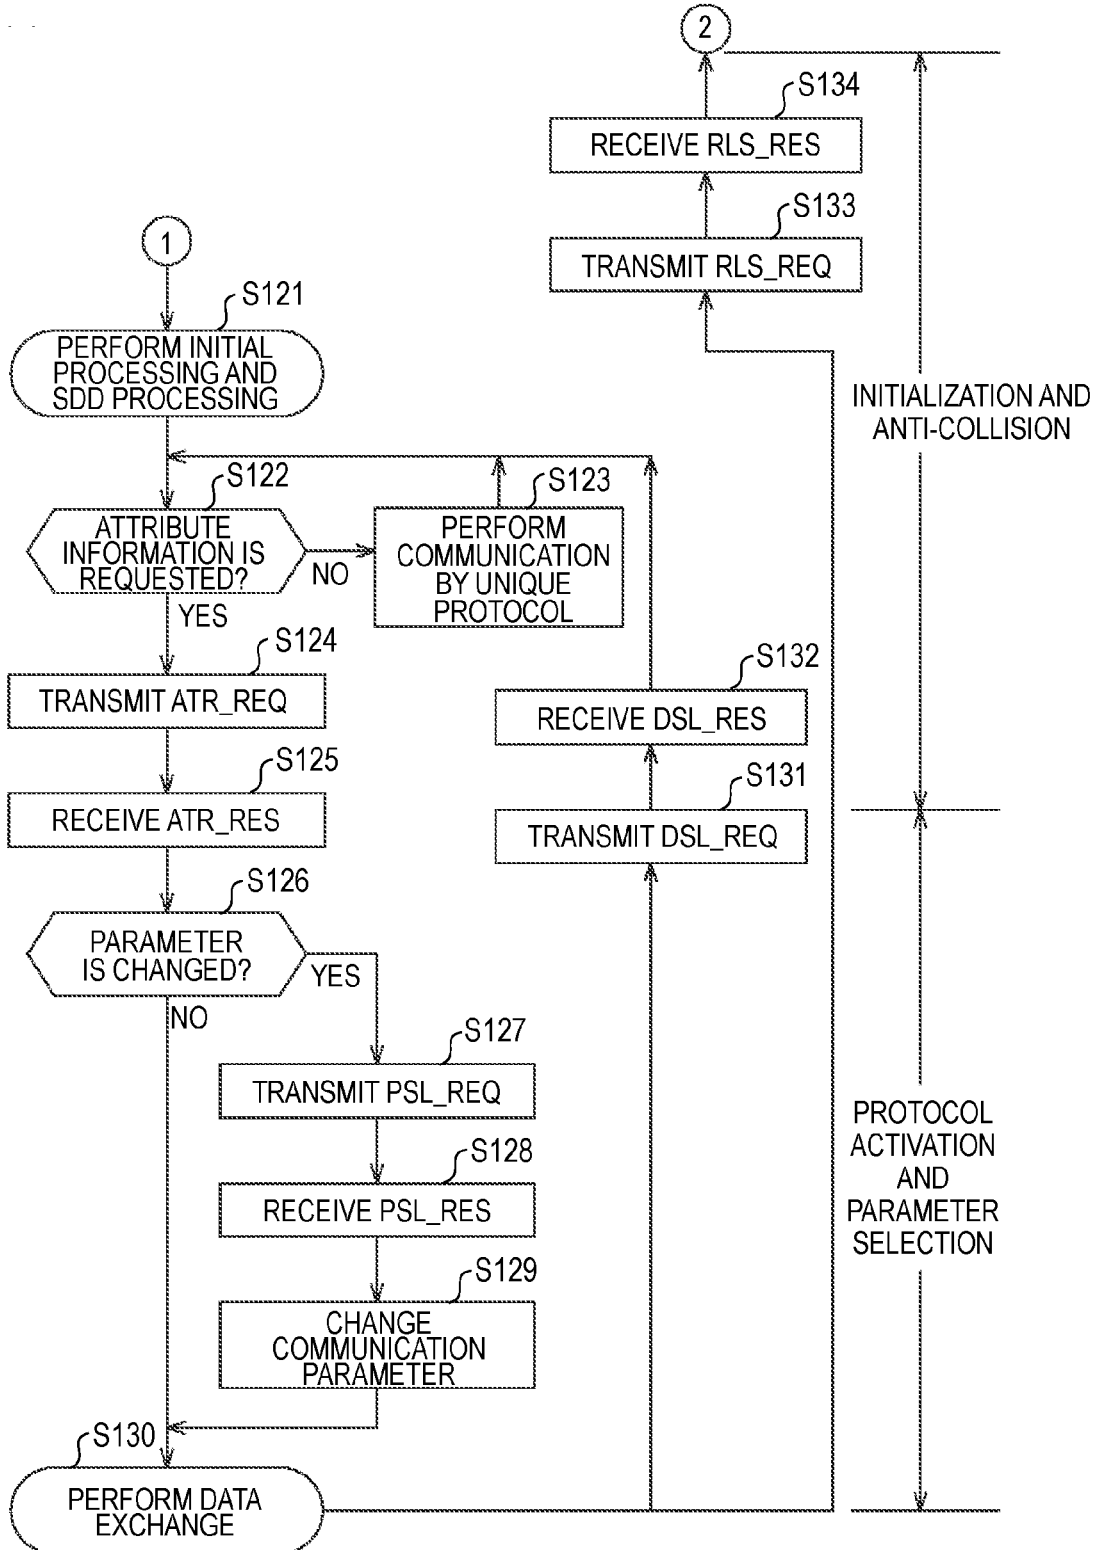 2
S134
RECEIVE RLS_RES
S133
TRANSMIT RLS_REQ
1
S121
PERFORM INITIAL
PROCESSING AND
SDD PROCESSING
INITIALIZATION AND
ANTI-COLLISION
S122
ATTRIBUTE
INFORMATION IS
REQUESTED?
NO
YES
S123
PERFORM
COMMUNICATION
BY UNIQUE
PROTOCOL
S124
TRANSMIT ATR_REQ
S132
RECEIVE DSL_RES
S125
RECEIVE ATR_RES
S131
TRANSMIT DSL_REQ
S126
PARAMETER
IS CHANGED?
YES
NO
S127
TRANSMIT PSL_REQ
S128
RECEIVE PSL_RES
S129
CHANGE
COMMUNICATION
PARAMETER
PROTOCOL
ACTIVATION
AND
PARAMETER
SELECTION
S130
PERFORM DATA
EXCHANGE